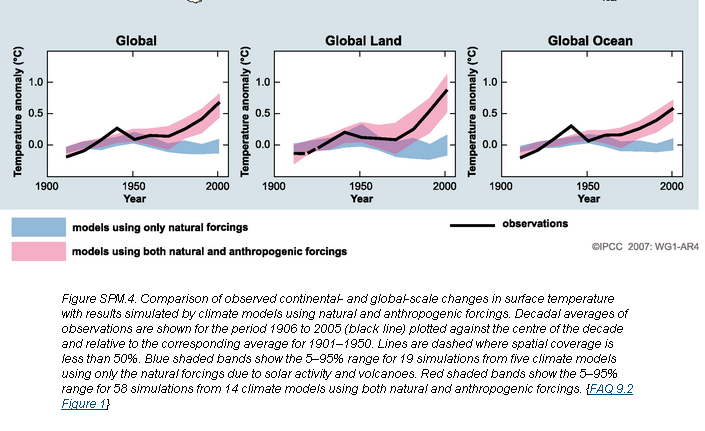 Year
Global
Global Land
Global Ocean
Temperature anomaly (°C)
1.0
0.5
0.0
1900
1950
2000
Year
Temperature anomaly (°C)
1.0
0.5
0.0
1900
1950
2000
Year
Temperature anomaly (°C)
1.0
0.5
0.0
1900
1950
2000
Year
models using only natural forcings
observations
models using both natural and anthropogenic forcings
©IPCC 2007: WG1-AR4
Figure SPM.4. Comparison of observed continental- and global-scale changes in surface temperature
with results simulated by climate models using natural and anthropogenic forcings. Decadal averages of
observations are shown for the period 1906 to 2005 (black line) plotted against the centre of the decade
and relative to the corresponding average for 1901–1950. Lines are dashed where spatial coverage is
less than 50%. Blue shaded bands show the 5–95% range for 19 simulations from five climate models
using only the natural forcings due to solar activity and volcanoes. Red shaded bands show the 5–95%
range for 58 simulations from 14 climate models using both natural and anthropogenic forcings. {FAQ 9.2
Figure 1}